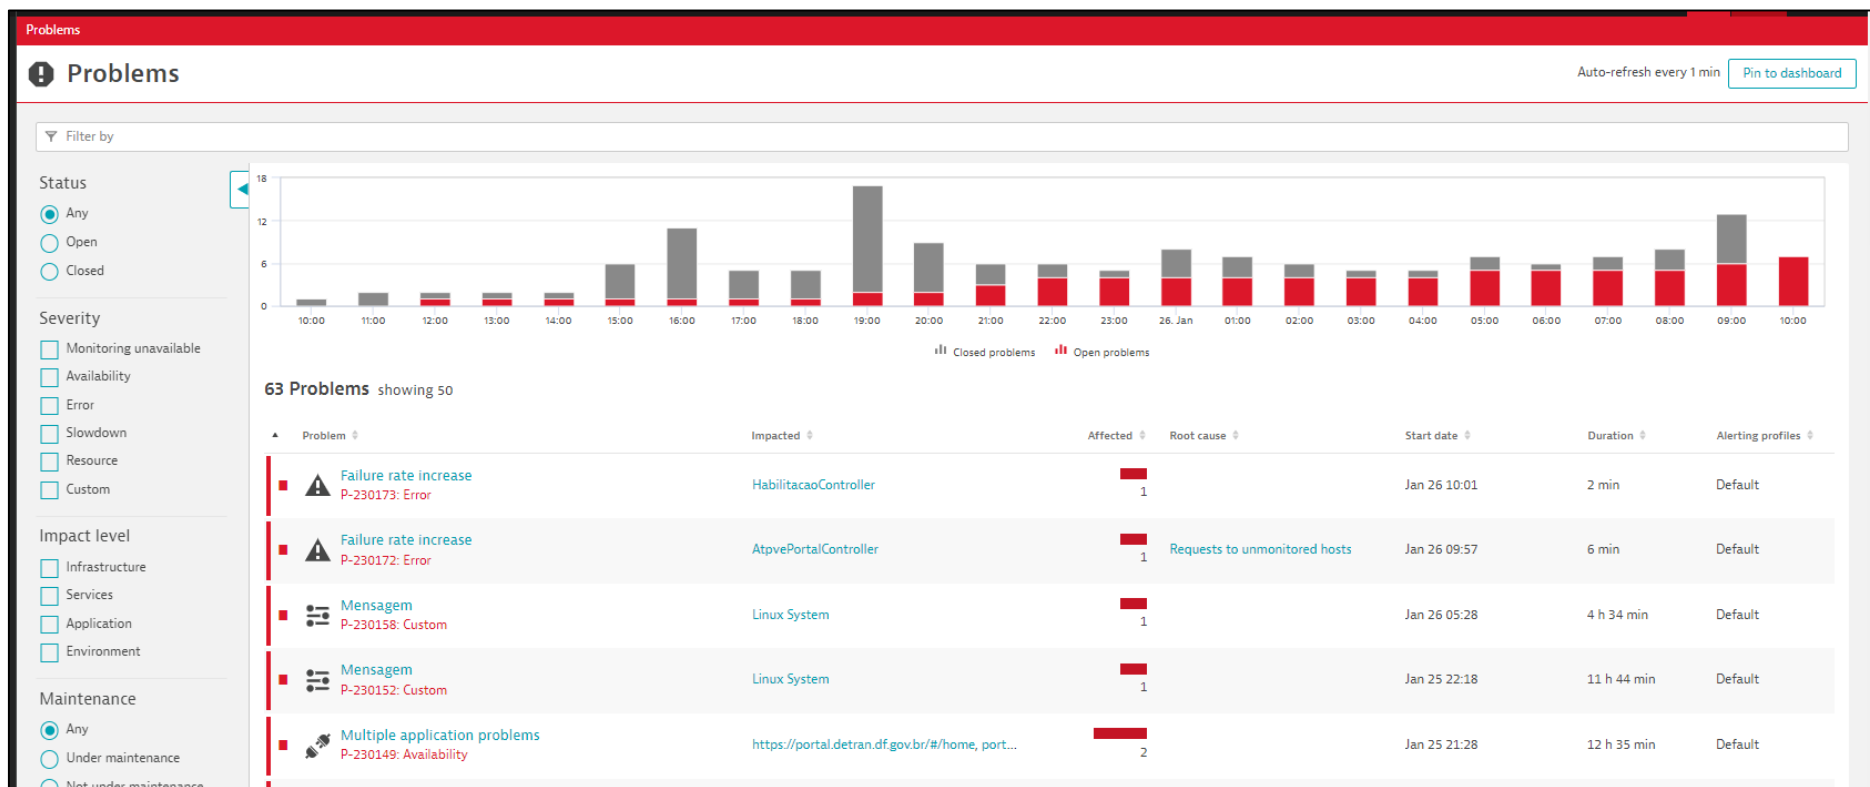 Problems
Problems
Auto-refresh every 1 min Pin to dashboard
Filter by
Status
Any
Open
Closed
Severity
Monitoring unavailable
Availability
Error
Slowdown
Resource
Custom
Impact level
Infrastructure
Services
Application
Environment
Maintenance
Any
Under maintenance
Not under maintenance
18
12
6
0
10:00 11:00 12:00 13:00 14:00 15:00 16:00 17:00 18:00 19:00 20:00 21:00 22:00 23:00 26. Jan 01:00 02:00 03:00 04:00 05:00 06:00 07:00 08:00 09:00 10:00
Closed problems Open problems
63 Problems showing 50
Problem Impacted Affected Root cause Start date Duration Alerting profiles
Failure rate increase
P-230173: Error
HabilitacaoController 1 Jan 26 10:01 2 min Default
Failure rate increase
P-230172: Error
AtpvePortalController 1 Requests to unmonitored hosts Jan 26 09:57 6 min Default
Mensagem
P-230158: Custom
Linux System 1 Jan 26 05:28 4 h 34 min Default
Mensagem
P-230152: Custom
Linux System 1 Jan 25 22:18 11 h 44 min Default
Multiple application problems
P-230149: Availability
https://portal.detran.df.gov.br/#/home, port... 2 Jan 25 21:28 12 h 35 min Default